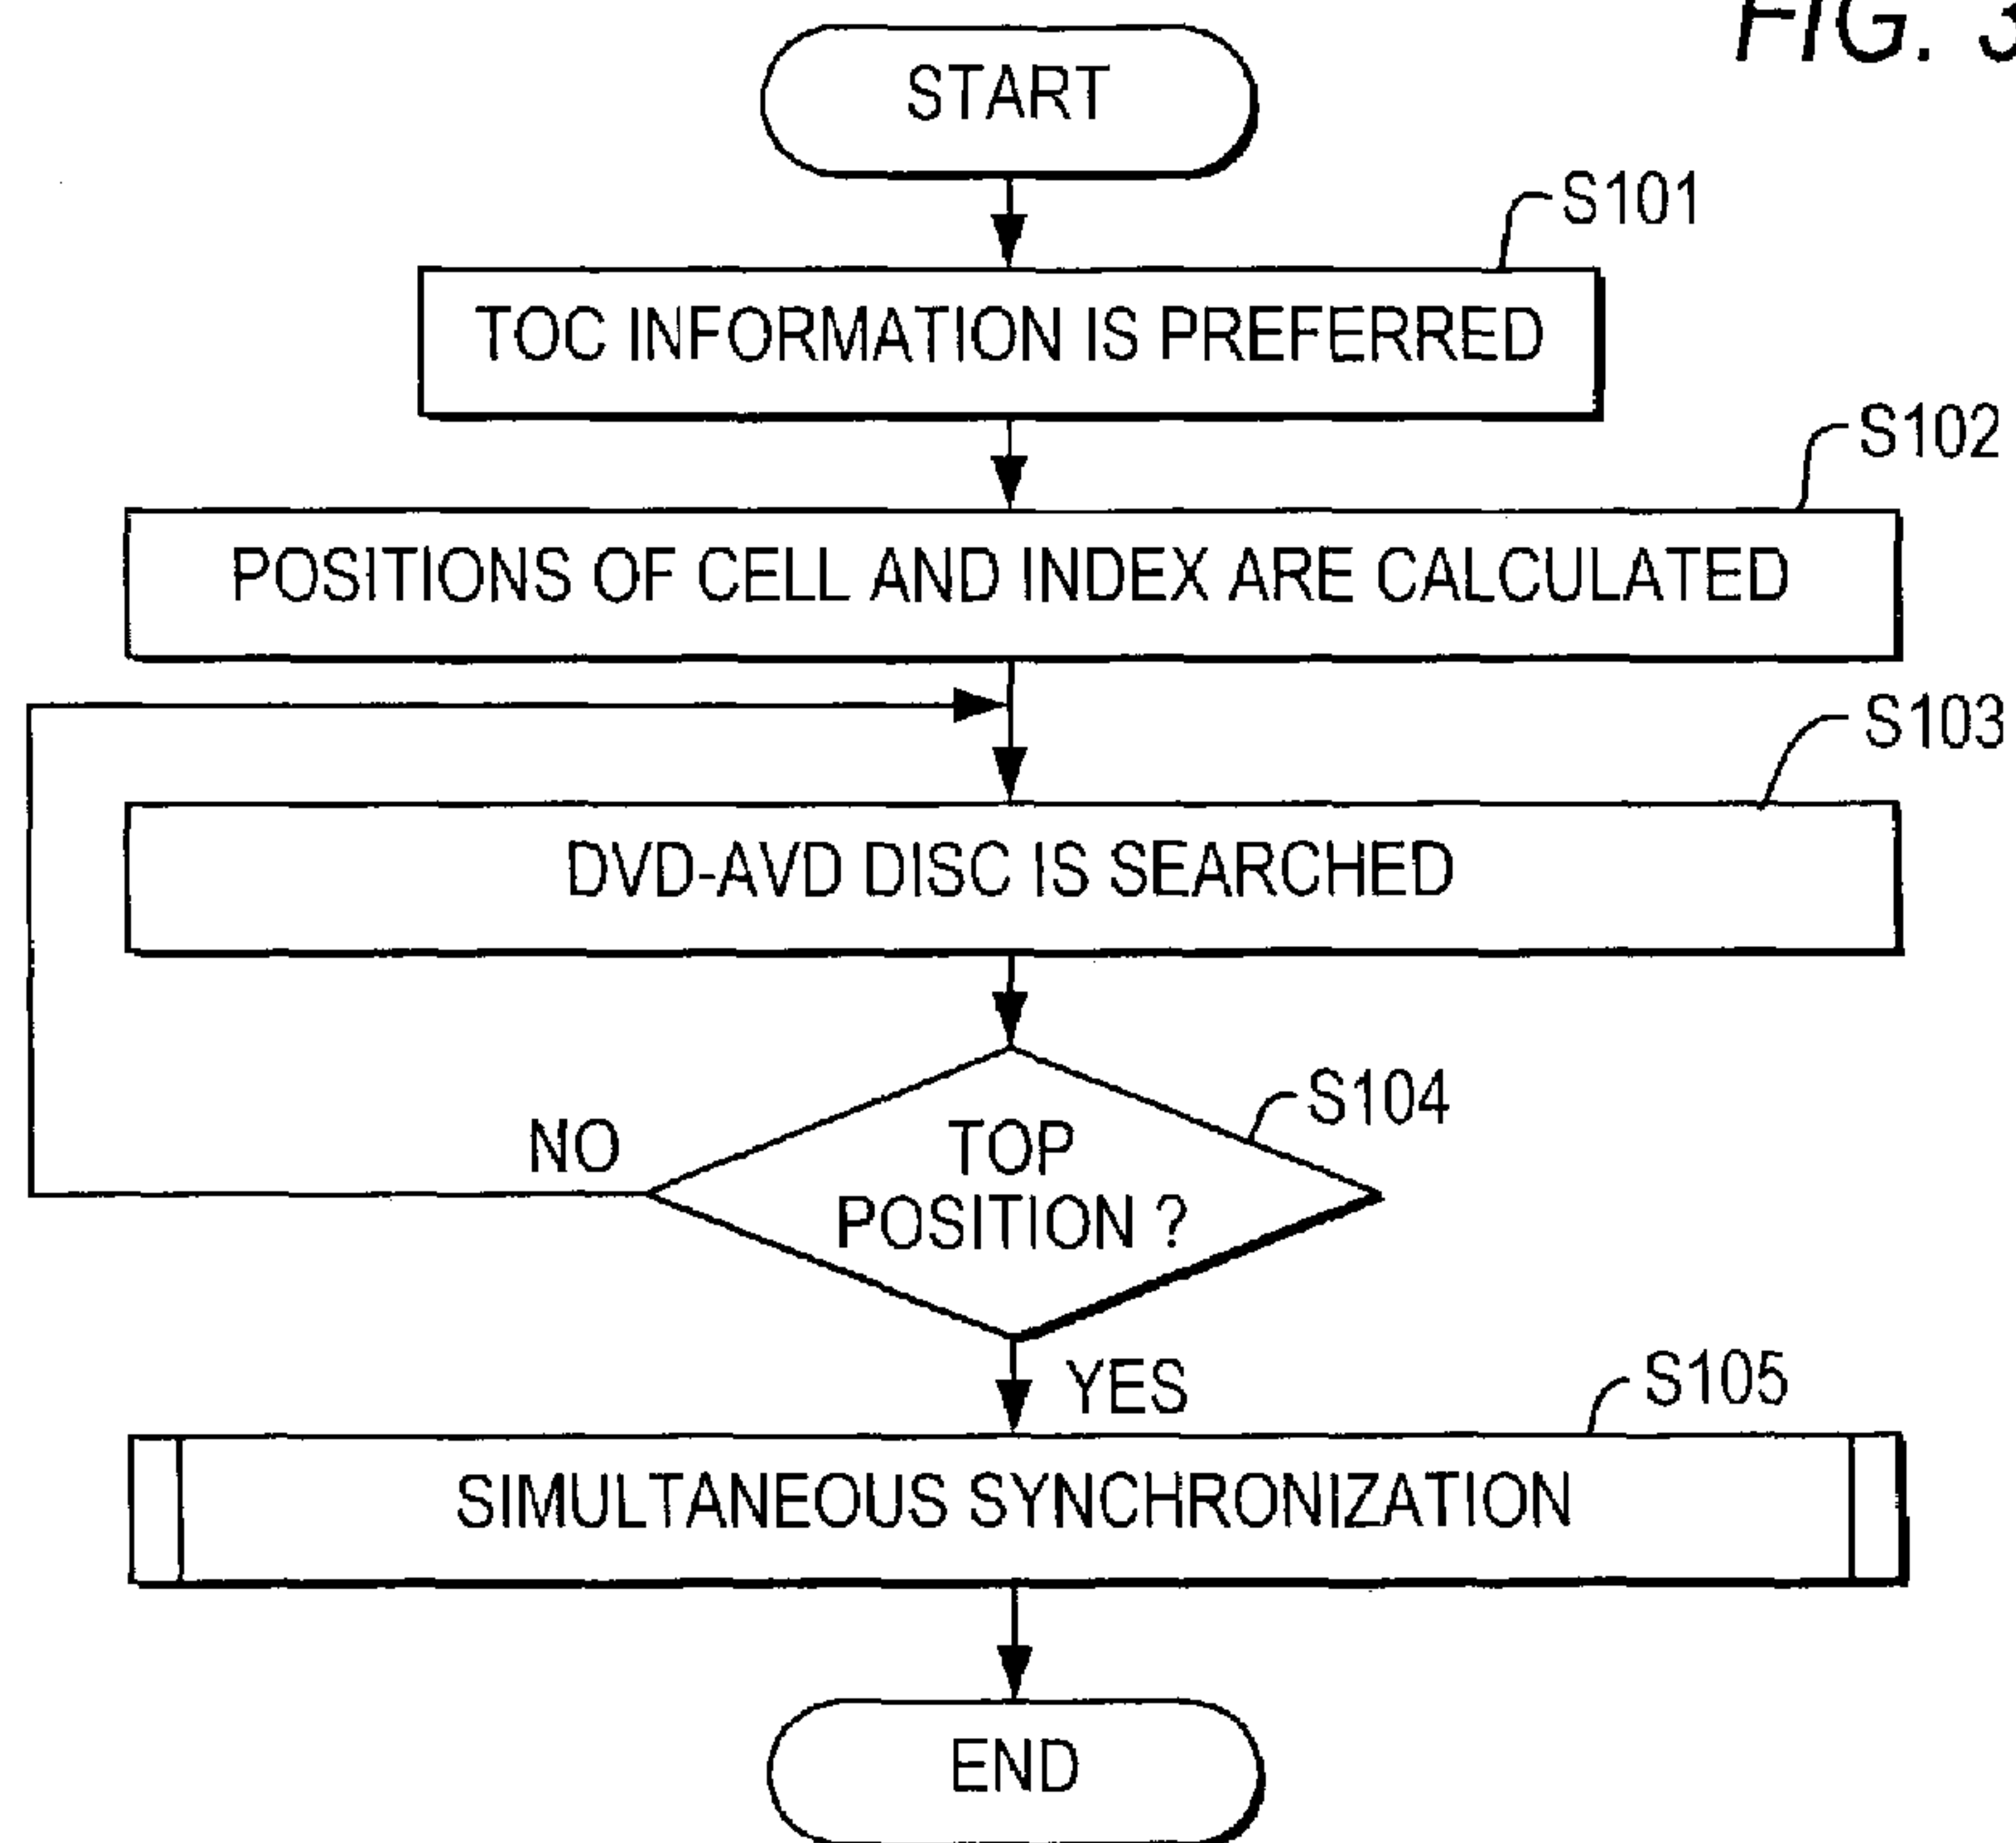 FIG. 3
START
S101
TOC INFORMATION IS PREFERRED
S102
POSITIONS OF CELL AND INDEX ARE CALCULATED
S103
DVD-AVD DISC IS SEARCHED
S104
NO
TOP
POSITION ?
YES
S105
SIMULTANEOUS SYNCHRONIZATION
END